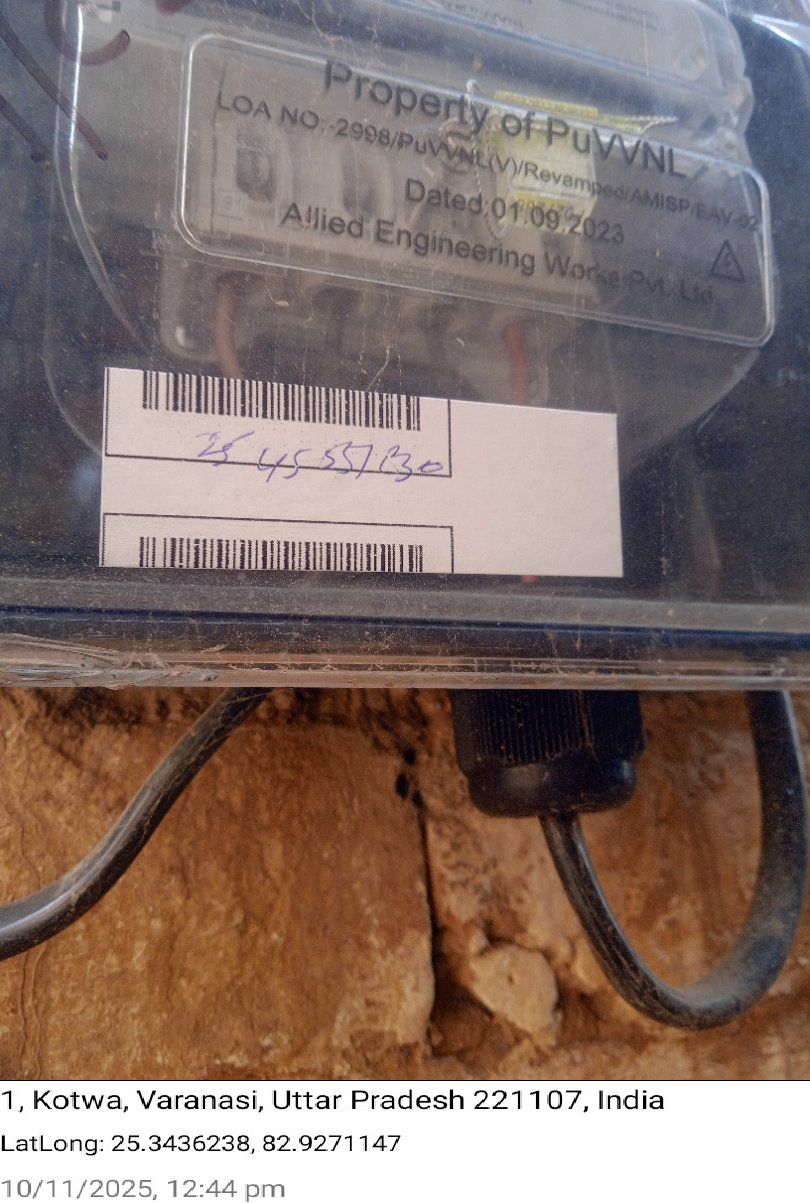 Property of PuVVNL
LOA NO:-2998/PuVVNL(V)/Revamped/AMISP/EAV-02
Dated:01.09.2023
Allied Engineering Works Pvt. Ltd.
1, Kotwa, Varanasi, Uttar Pradesh 221107, India
LatLong: 25.3436238, 82.9271147
10/11/2025, 12:44 pm